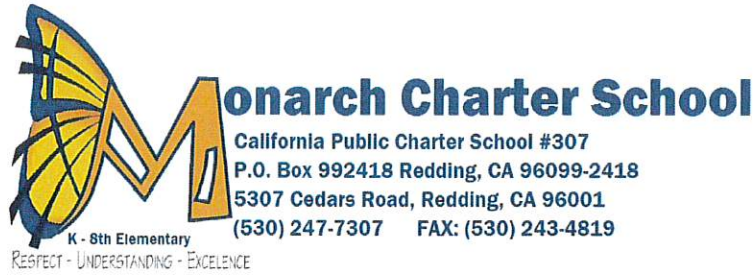 Monarch Charter School
California Public Charter School #307
P.O. Box 992418 Redding, CA 96099-2418
5307 Cedars Road, Redding, CA 96001
(530) 247-7307 FAX: (530) 243-4819
K - 8th Elementary
RESPECT - UNDERSTANDING - EXCELENCE